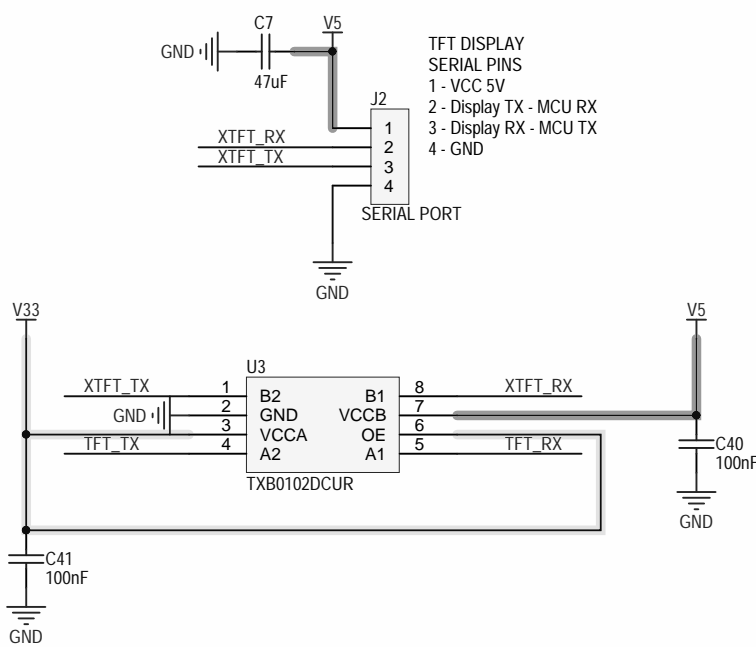 C7
V5
GND
47uF
TFT DISPLAY
SERIAL PINS
1 - VCC 5V
2 - Display TX - MCU RX
3 - Display RX - MCU TX
4 - GND
J2
1
XTFT_RX
2
XTFT_TX
3
4
SERIAL PORT
GND
V33
V5
U3
XTFT_TX 1 B2 B1 8 XTFT_RX
GND 2 GND VCCB 7
3 VCCA OE 6
TFT_TX 4 A2 A1 5 TFT_RX
TXB0102DCUR
C40
100nF
GND
C41
100nF
GND